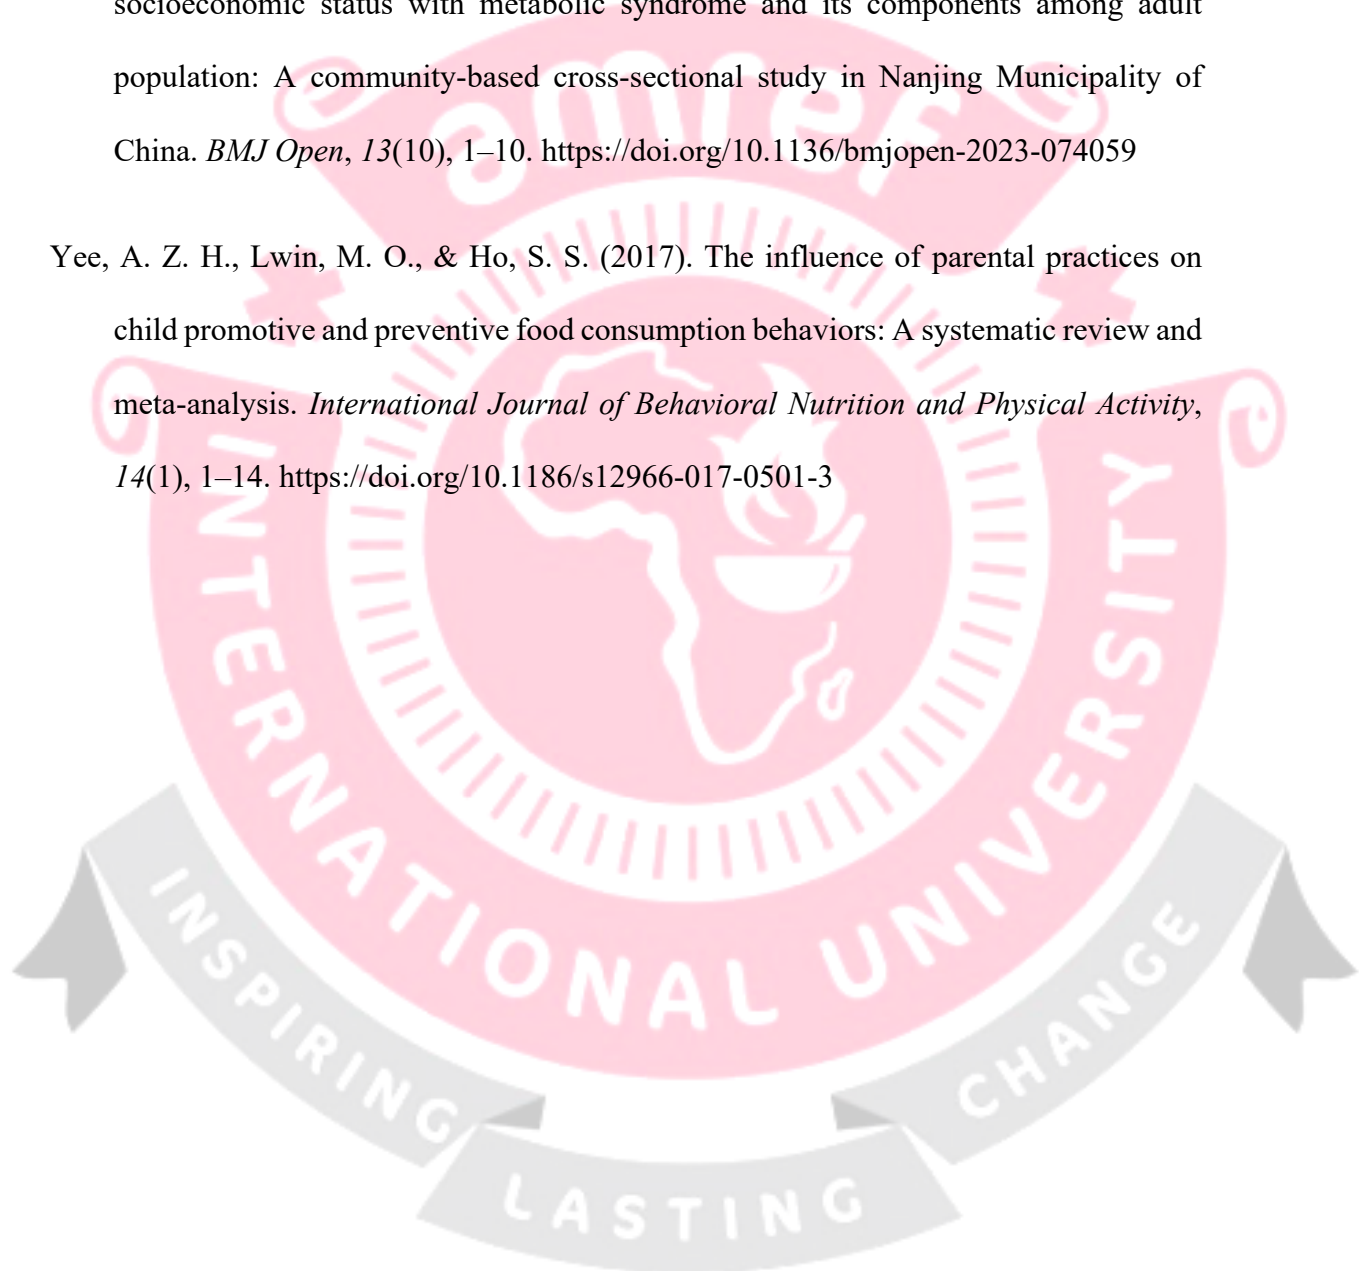 socioeconomic status with metabolic syndrome and its components among adult
population: A community-based cross-sectional study in Nanjing Municipality of
China. BMJ Open, 13(10), 1–10. https://doi.org/10.1136/bmjopen-2023-074059
Yee, A. Z. H., Lwin, M. O., & Ho, S. S. (2017). The influence of parental practices on
child promotive and preventive food consumption behaviors: A systematic review and
meta-analysis. International Journal of Behavioral Nutrition and Physical Activity,
14(1), 1–14. https://doi.org/10.1186/s12966-017-0501-3
amref
INTERNATIONAL UNIVERSITY
INSPIRING
LASTING
CHANGE